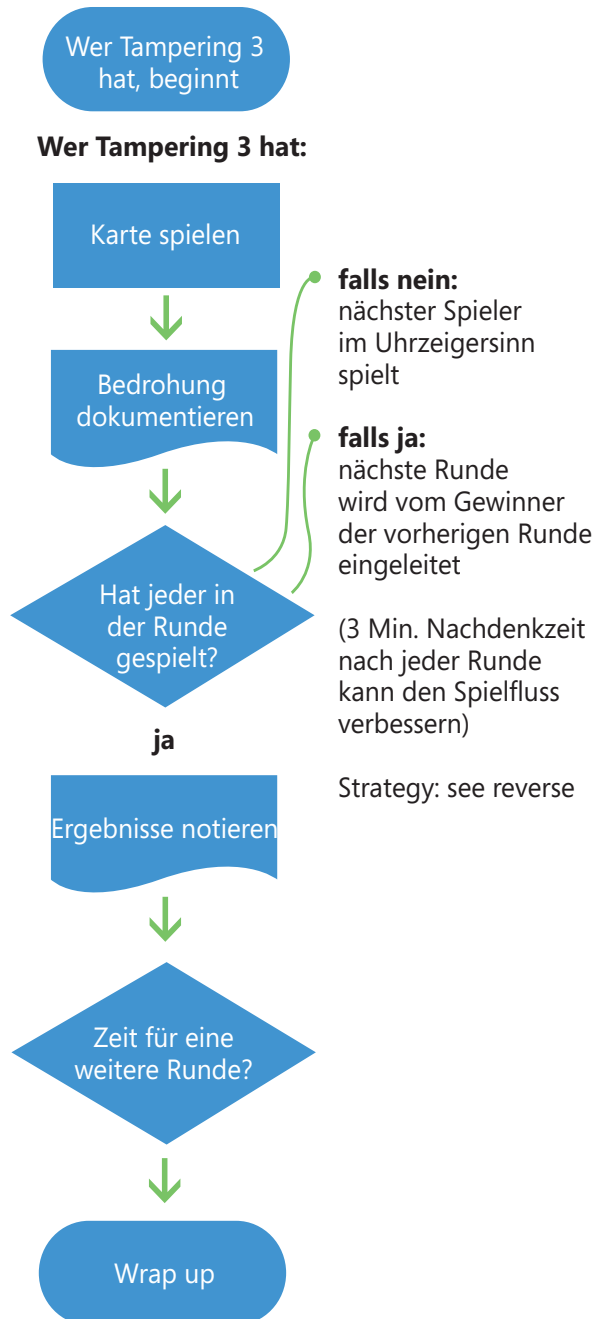 Wer Tampering 3
hat, beginnt
Wer Tampering 3 hat:
Karte spielen
Bedrohung
dokumentieren
Hat jeder in
der Runde
gespielt?
falls nein:
nächster Spieler
im Uhrzeigersinn
spielt
falls ja:
nächste Runde
wird vom Gewinner
der vorherigen Runde
eingeleitet
(3 Min. Nachdenkzeit
nach jeder Runde
kann den Spielfluss
verbessern)
Strategy: see reverse
ja
Ergebnisse notieren
Zeit für eine
weitere Runde?
Wrap up